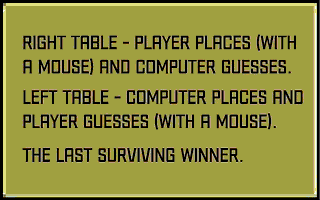 RIGHT TABLE - PLAYER PLACES (WITH
A MOUSE) AND COMPUTER GUESSES.
LEFT TABLE - COMPUTER PLACES AND
PLAYER GUESSES (WITH A MOUSE).
THE LAST SURVIVING WINNER.